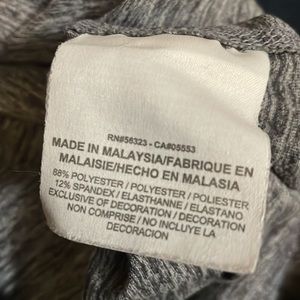 RN#56323 - CA#05553
MADE IN MALAYSIA/FABRIQUE EN
MALAISIE/HECHO EN MALASIA
88% POLYESTER / POLYESTER / POLIESTER
12% SPANDEX / ELASTHANNE / ELASTANO
EXCLUSIVE OF DECORATION / DECORATION
NON COMPRISE / NO INCLUYE LA
DECORACION